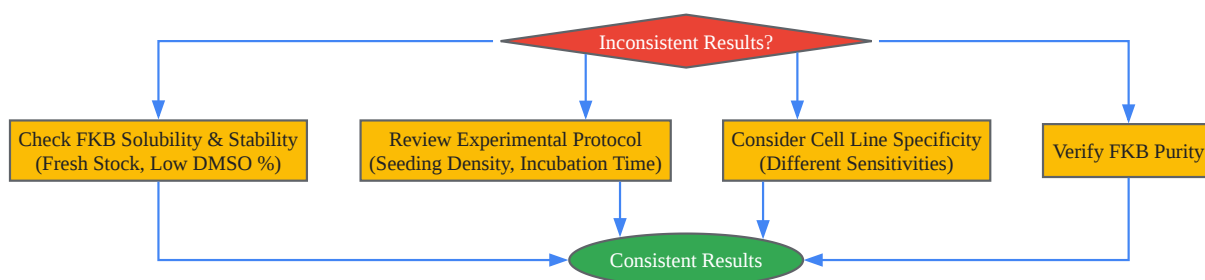 Inconsistent Results?
Check FKB Solubility & Stability
(Fresh Stock, Low DMSO %)
Review Experimental Protocol
(Seeding Density, Incubation Time)
Consider Cell Line Specificity
(Different Sensitivities)
Verify FKB Purity
Consistent Results